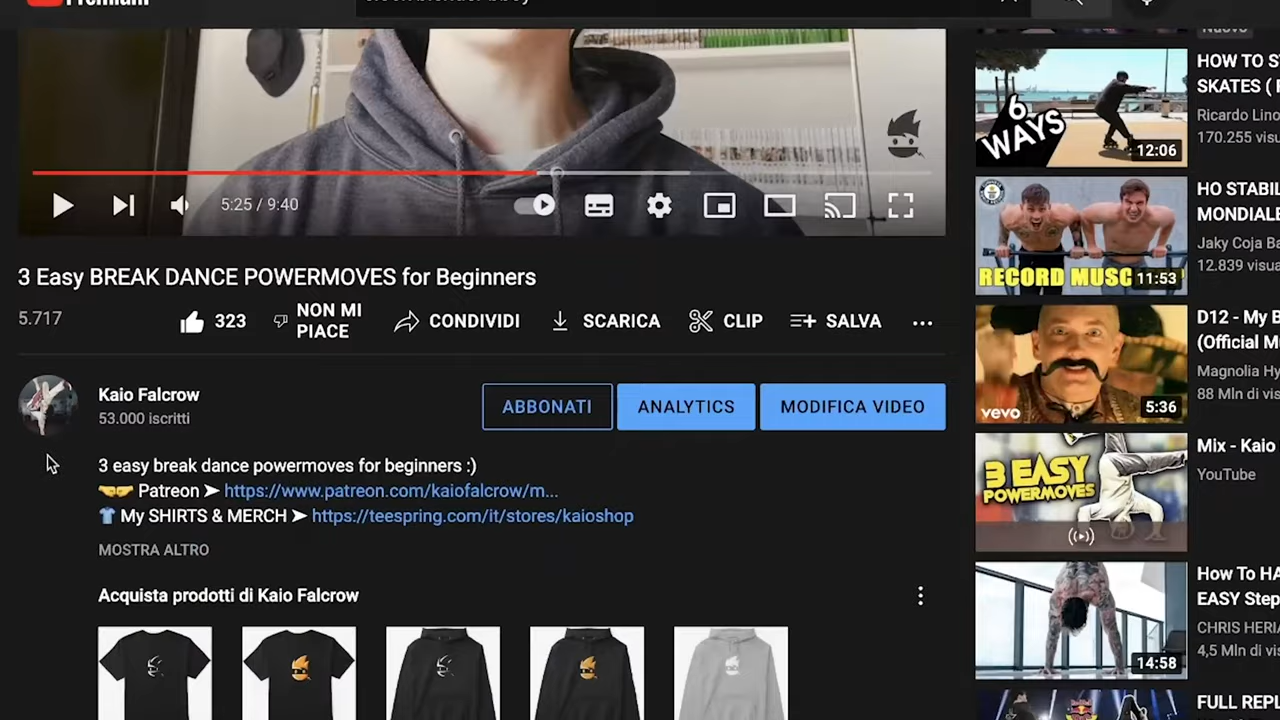 Premium
Nuovo
5:25 / 9:40
3 Easy BREAK DANCE POWERMOVES for Beginners
5.717
323
NON MI
PIACE
CONDIVIDI
SCARICA
CLIP
SALVA
Kaio Falcrow
53.000 iscritti
ABBONATI
ANALYTICS
MODIFICA VIDEO
3 easy break dance powermoves for beginners :)
Patreon ➤ https://www.patreon.com/kaiofalcrow/m...
My SHIRTS & MERCH ➤ https://teespring.com/it/stores/kaioshop
MOSTRA ALTRO
Acquista prodotti di Kaio Falcrow
6
WAYS
12:06
HOW TO S
SKATES (
Ricardo Lino
170.255 visu
RECORD MUSC
11:53
HO STABIL
MONDIALE
Jaky Coja Ba
12.839 visua
vevo
5:36
D12 - My B
(Official M
Magnolia Hy
88 Mln di vis
3 EASY
POWERMOVES
Mix - Kaio
YouTube
14:58
How To HA
EASY Step
CHRIS HERIA
4,5 Mln di vis
FULL REPL